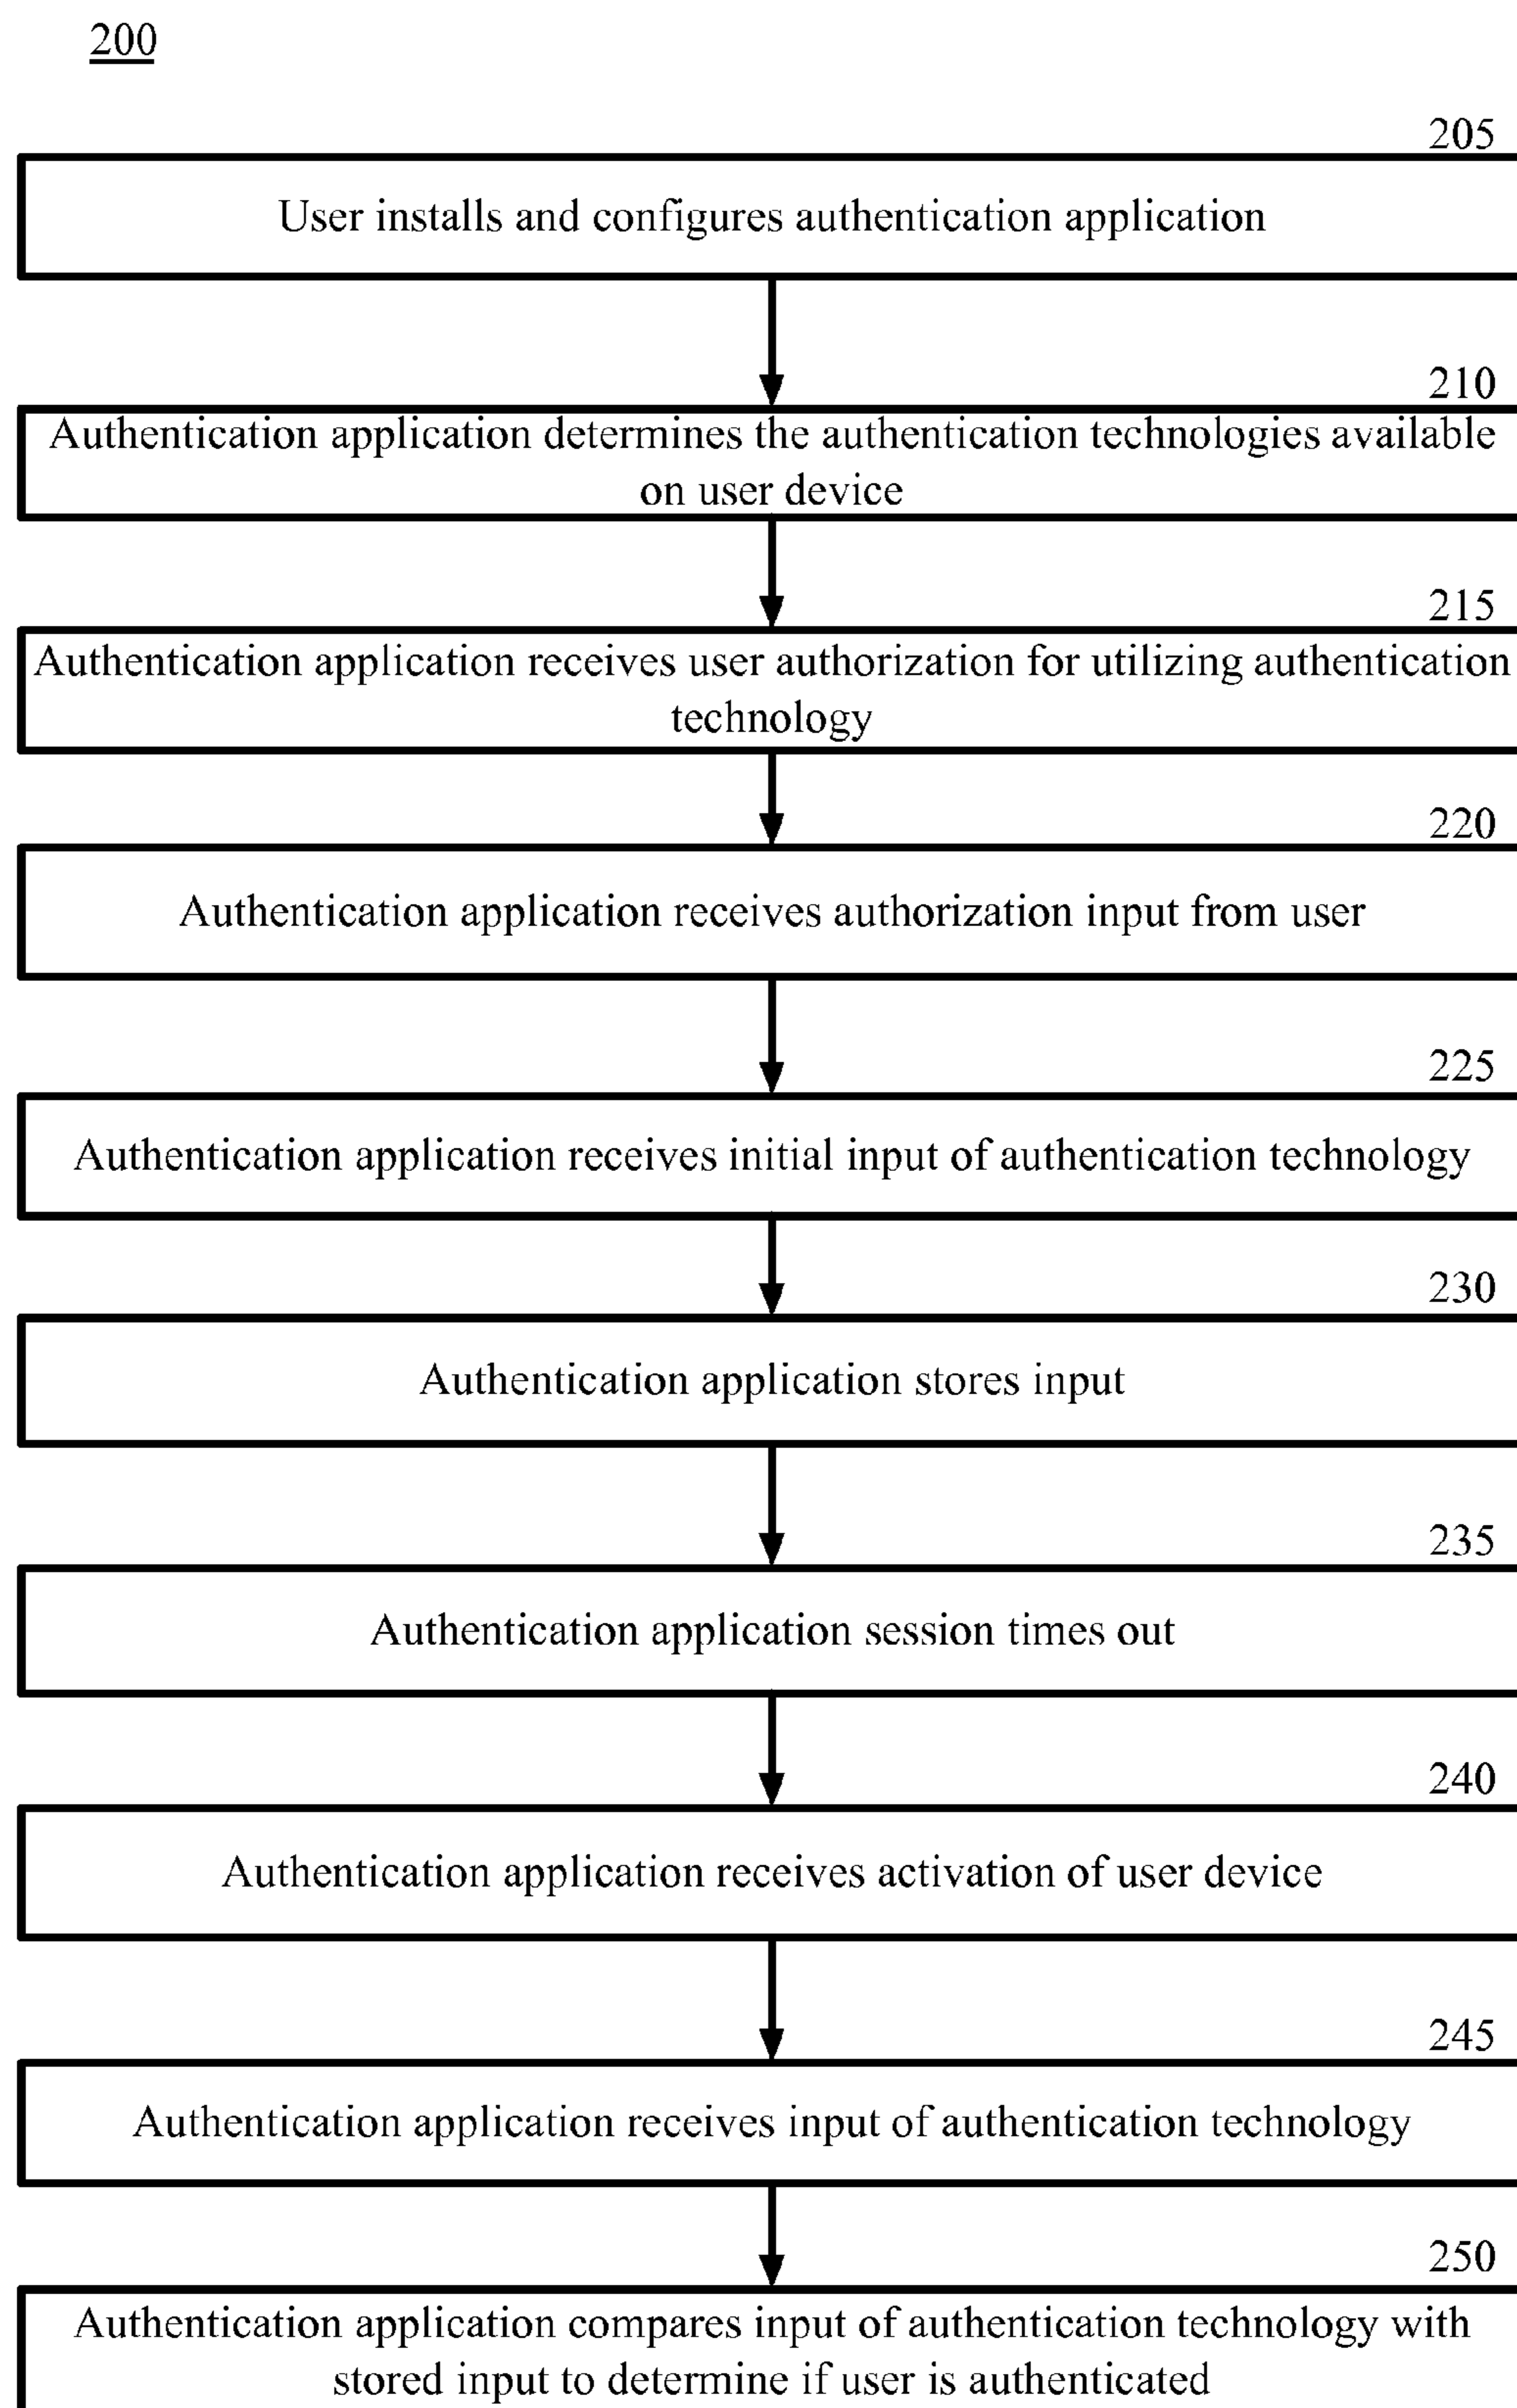 200
205
User installs and configures authentication application
210
Authentication application determines the authentication technologies available
on user device
215
Authentication application receives user authorization for utilizing authentication
technology
220
Authentication application receives authorization input from user
225
Authentication application receives initial input of authentication technology
230
Authentication application stores input
235
Authentication application session times out
240
Authentication application receives activation of user device
245
Authentication application receives input of authentication technology
250
Authentication application compares input of authentication technology with
stored input to determine if user is authenticated